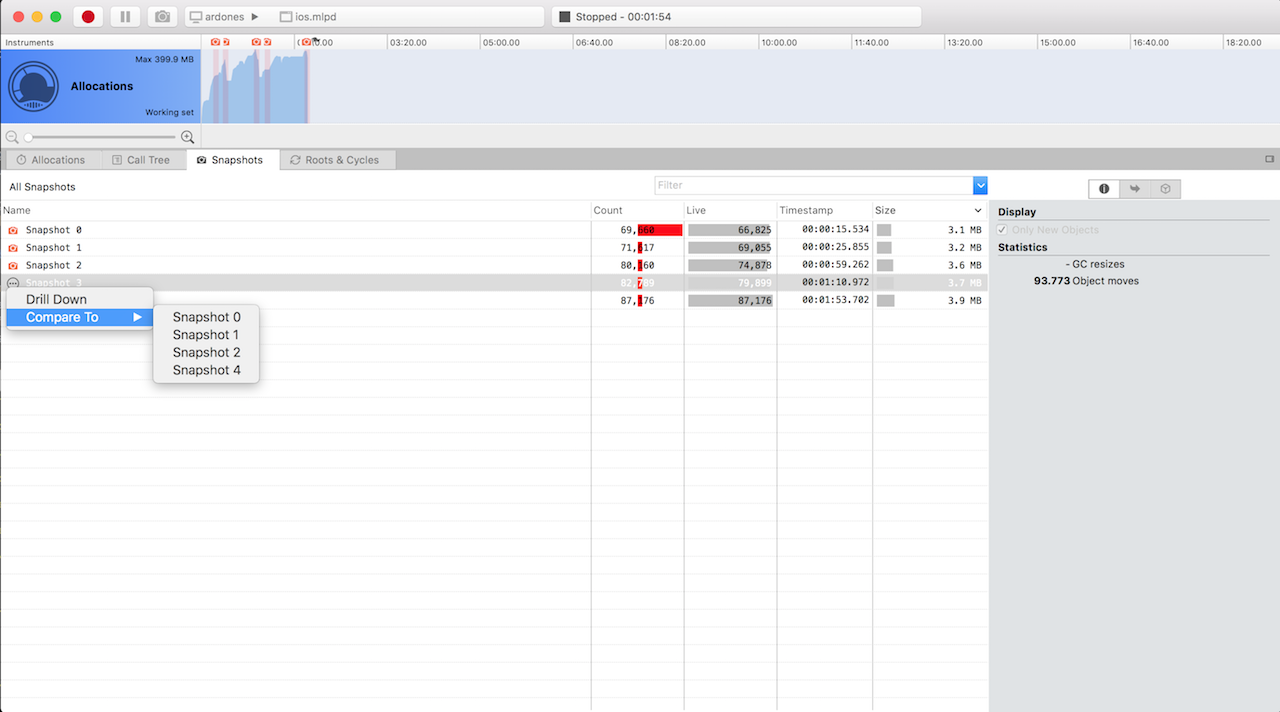 ardones
ios.mlpd
Stopped - 00:01:54
Instruments
03:20.00
05:00.00
06:40.00
08:20.00
10:00.00
11:40.00
13:20.00
15:00.00
16:40.00
18:20.00
Max 399.9 MB
Allocations
Working set
Allocations
Call Tree
Snapshots
Roots & Cycles
All Snapshots
Filter
Name Count Live Timestamp Size
Snapshot 0 69,660 66,825 00:00:15.534 3.1 MB
Snapshot 1 71,617 69,055 00:00:25.855 3.2 MB
Snapshot 2 80,160 74,878 00:00:59.262 3.6 MB
Snapshot 3 82,789 79,899 00:01:10.972 3.7 MB
87,176 87,176 00:01:53.702 3.9 MB
Drill Down
Compare To
Snapshot 0
Snapshot 1
Snapshot 2
Snapshot 4
Display
Only New Objects
Statistics
- GC resizes
93.773 Object moves